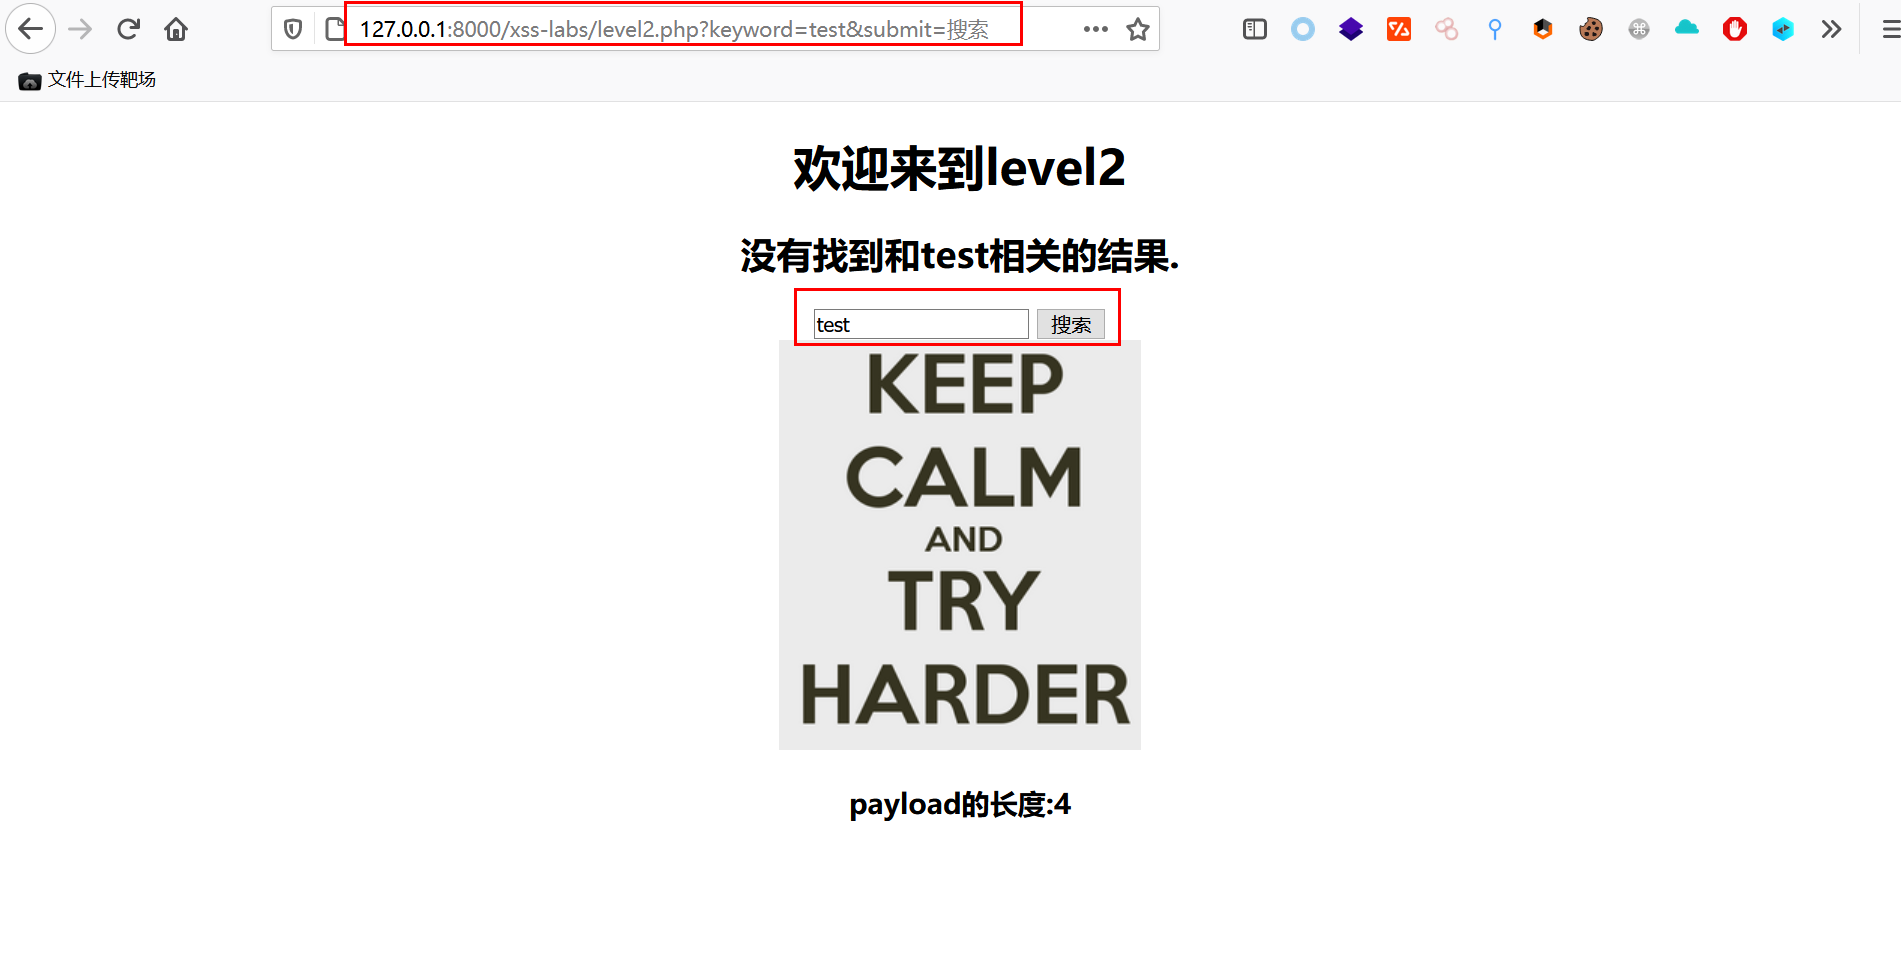 127.0.0.1:8000/xss-labs/level2.php?keyword=test&submit=搜索
文件上传靶场
欢迎来到level2
没有找到和test相关的结果.
test 搜索
KEEP
CALM
AND
TRY
HARDER
payload的长度:4